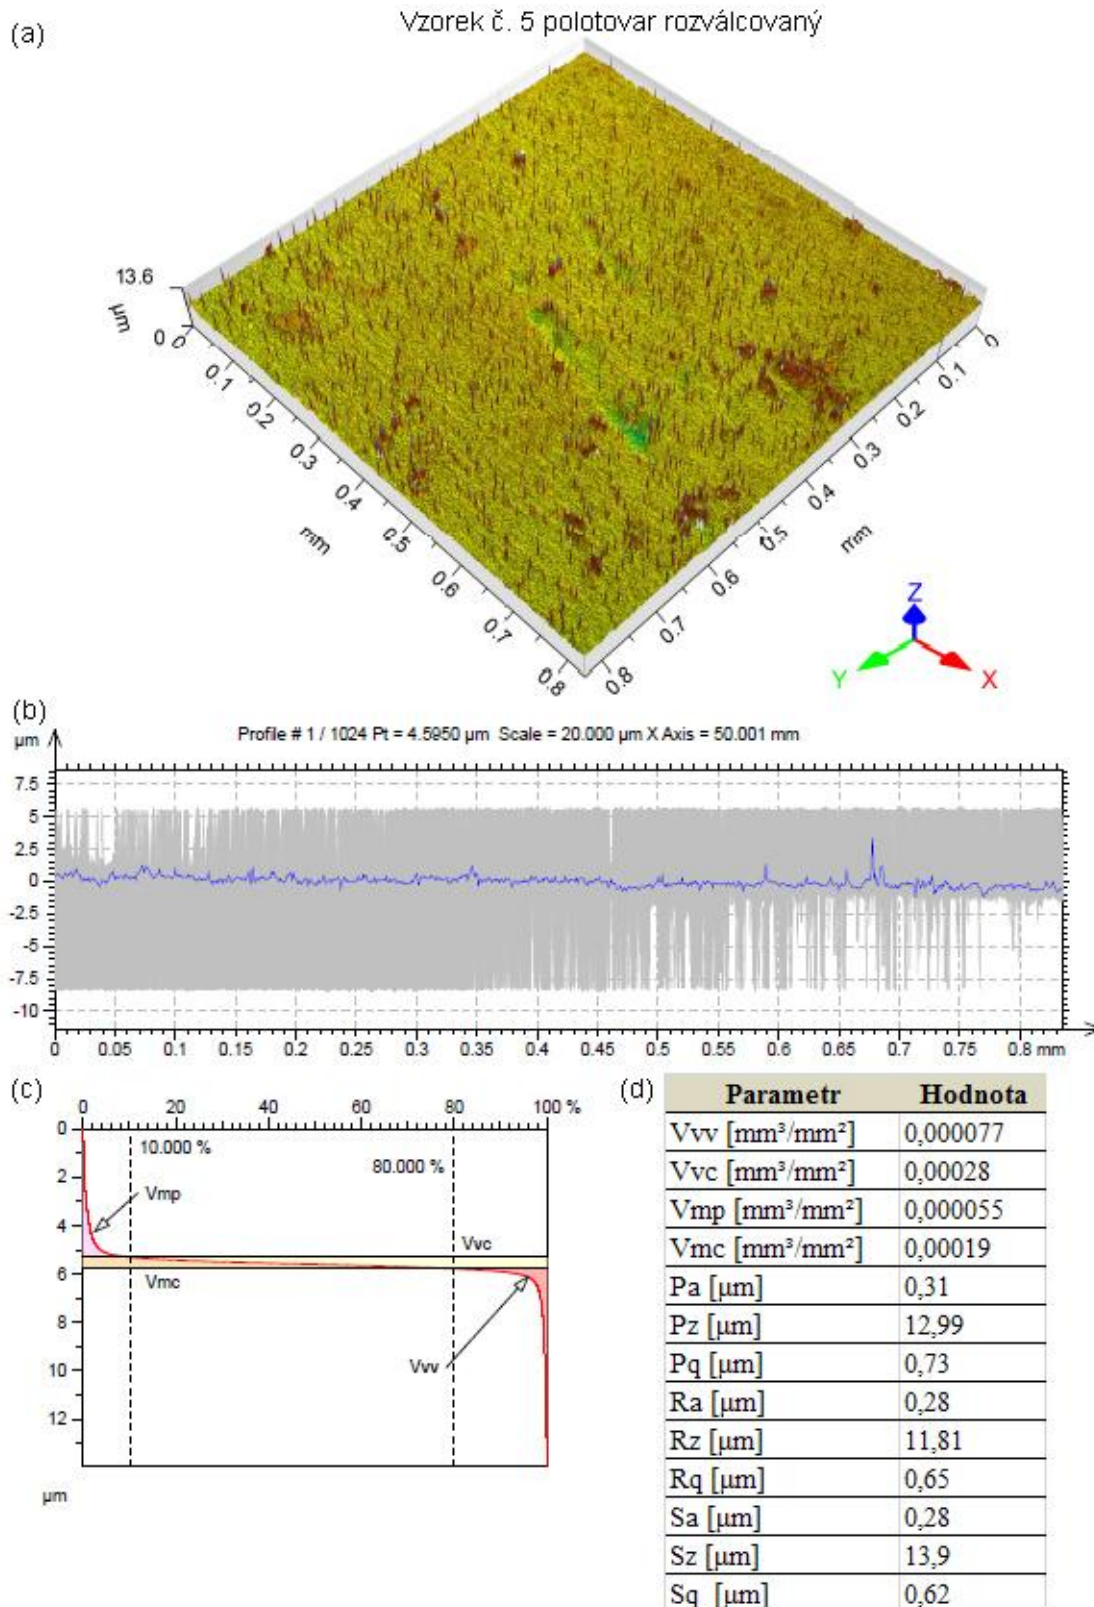 Vzorek č. 5 polotovar rozválcovaný
(a)
13.6
µm
0
0
0.1
0.2
0.3
0.4
0.5
0.6
0.7
0.8
mm
0
0.1
0.2
0.3
0.4
0.5
0.6
0.7
0.8
mm
Z
Y
X
(b)
µm
Profile # 1 / 1024 Pt = 4.5950 µm Scale = 20.000 µm X Axis = 50.001 mm
7.5
5
2.5
0
-2.5
-5
-7.5
-10
0 0.05 0.1 0.15 0.2 0.25 0.3 0.35 0.4 0.45 0.5 0.55 0.6 0.65 0.7 0.75 0.8 mm
(c)
0 20 40 60 80 100 %
0
2
4
6
8
10
12
µm
10.000 %
80.000 %
Vmp
Vvc
Vmc
Vvv
(d)
Parametr Hodnota
Vvv [mm³/mm²] 0,000077
Vvc [mm³/mm²] 0,00028
Vmp [mm³/mm²] 0,000055
Vmc [mm³/mm²] 0,00019
Pa [µm] 0,31
Pz [µm] 12,99
Pq [µm] 0,73
Ra [µm] 0,28
Rz [µm] 11,81
Rq [µm] 0,65
Sa [µm] 0,28
Sz [µm] 13,9
Sq [µm] 0,62